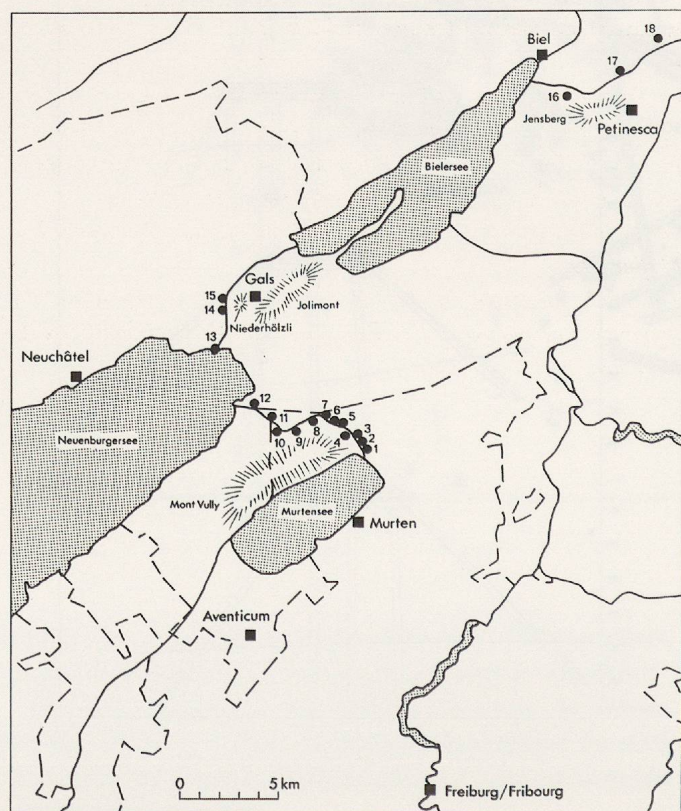 18
Biel
17
16
Jensberg
Petinesca
Bielersee
Gals
15
14
Jolimont
Niederhölzli
13
Neuchâtel
12
11
7
6
5
10
9
8
4
3
2
1
Neuenburgersee
Mont Vully
Murtensee
Murten
Aventicum
0 5 km
Freiburg/Fribourg